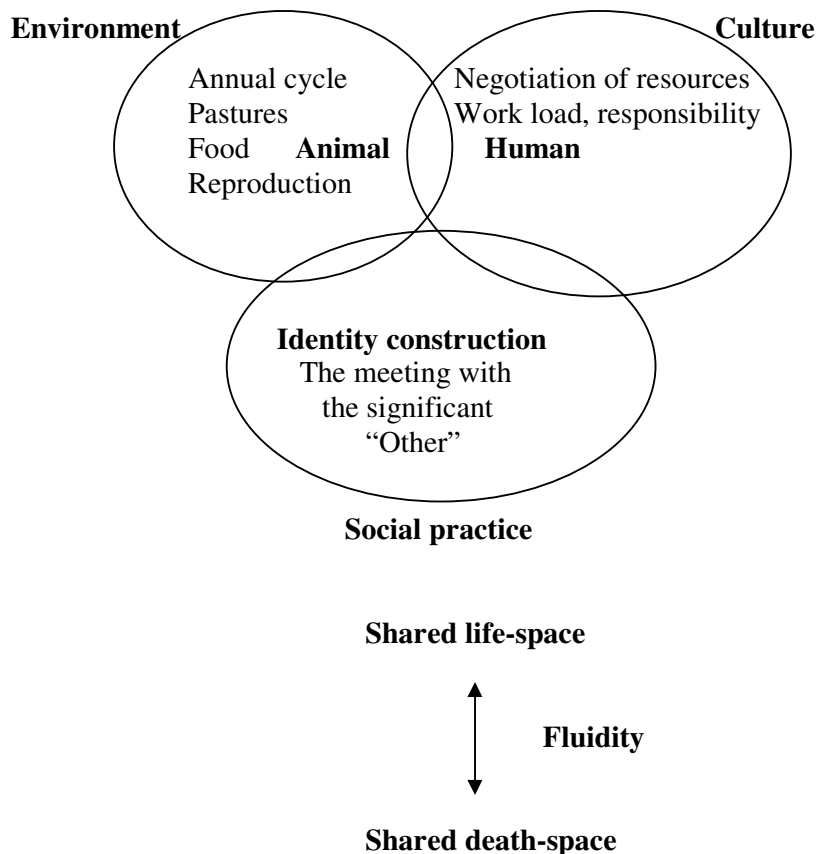 Environment
Culture
Annual cycle
Pastures
Food Animal
Reproduction
Negotiation of resources
Work load, responsibility
Human
Identity construction
The meeting with
the significant
“Other”
Social practice
Shared life-space
Fluidity
Shared death-space